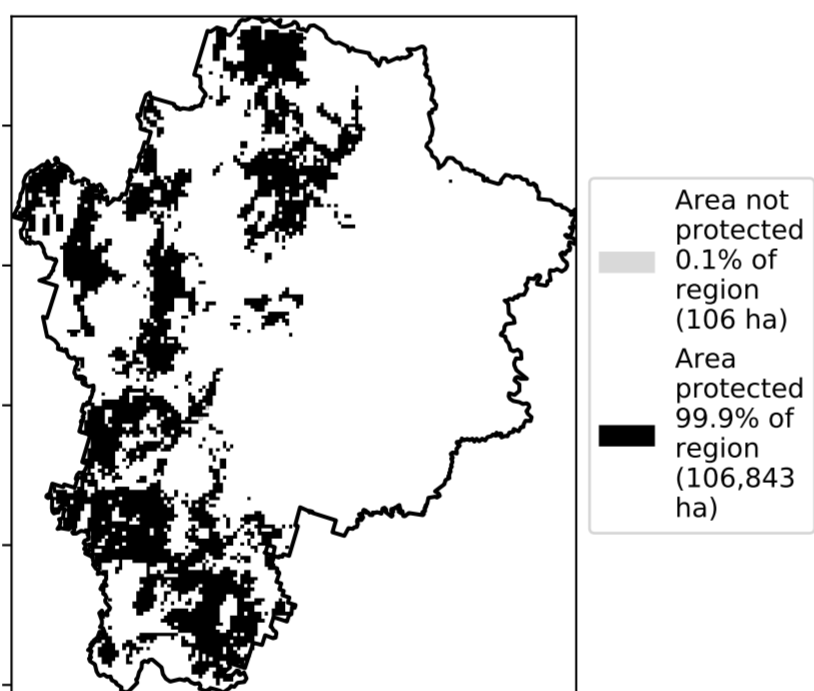 Area not
protected
0.1% of
region
(106 ha)
Area
protected
99.9% of
region
(106,843
ha)